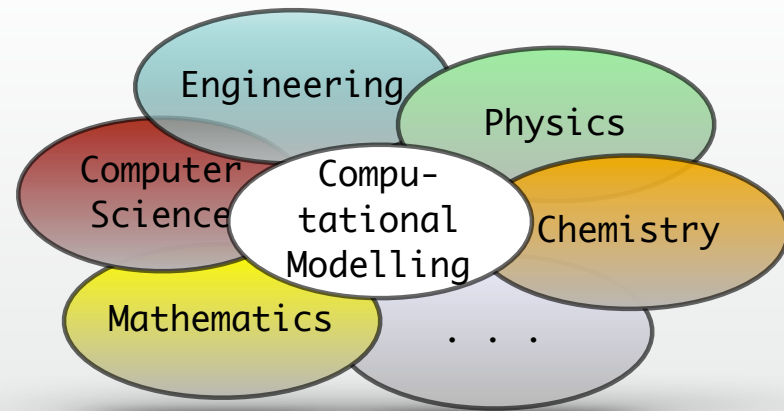 Engineering
Physics
Computer
Science
Compu-
tational
Modelling
Chemistry
Mathematics
. . .